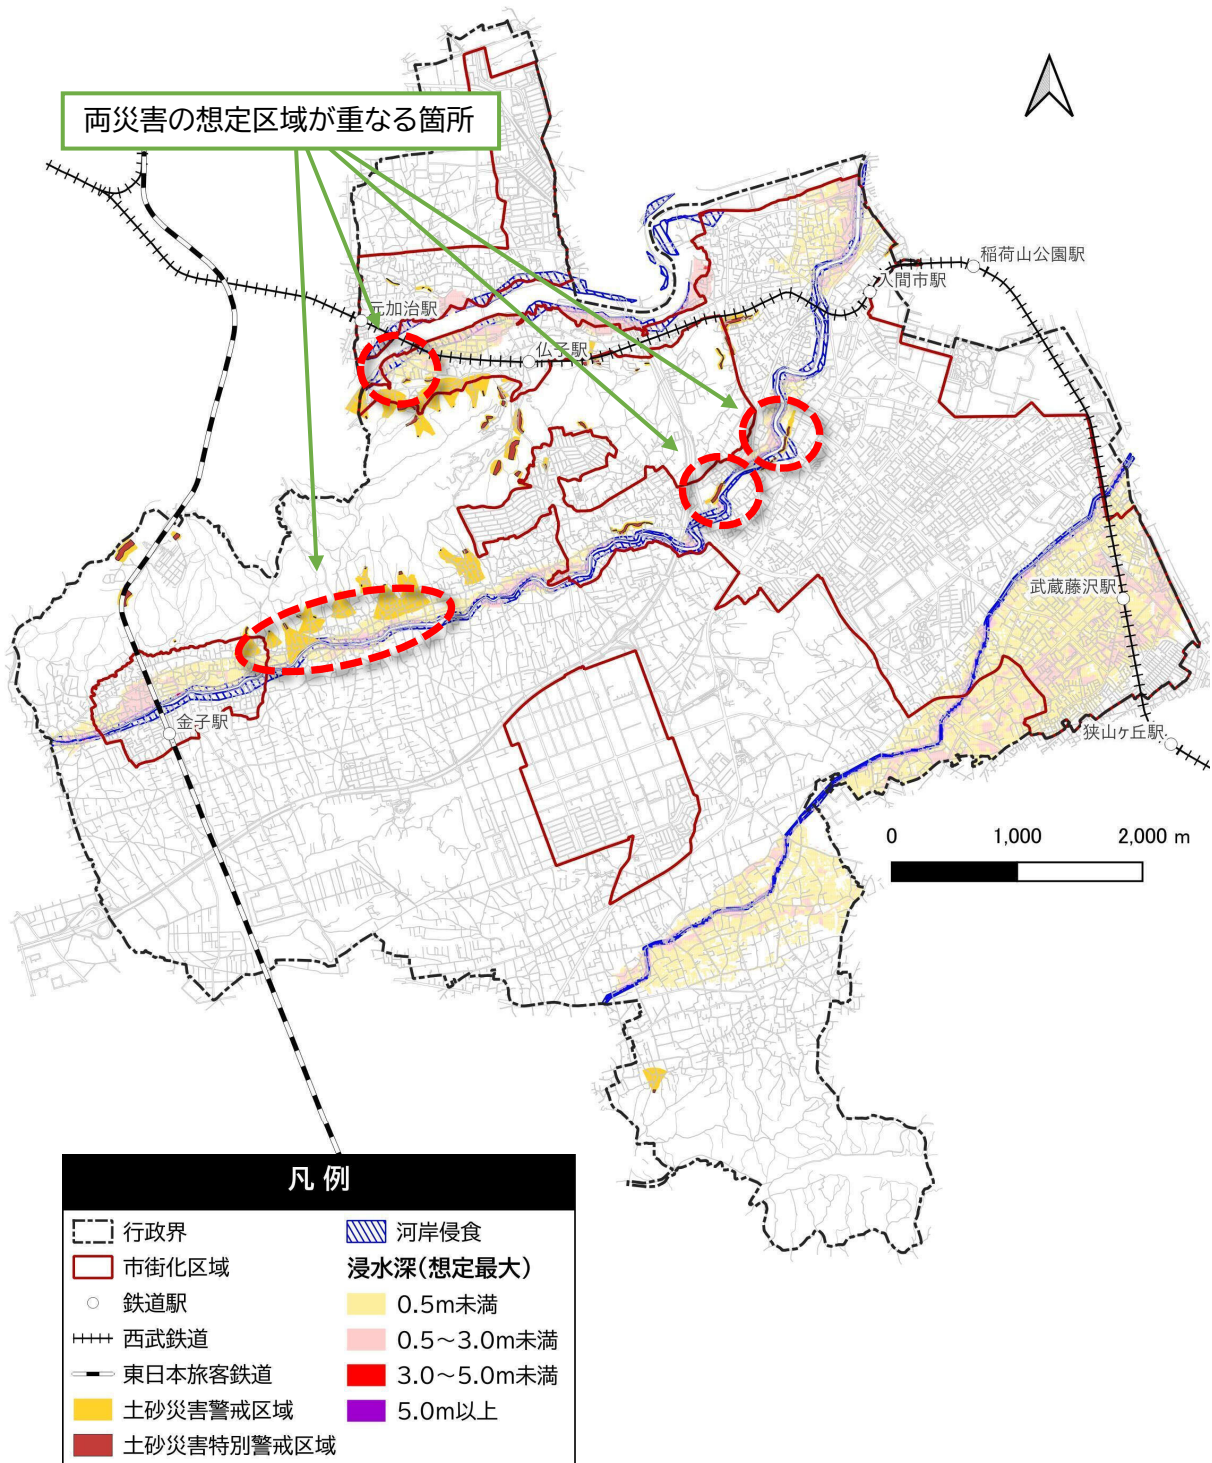 両災害の想定区域が重なる箇所
稲荷山公園駅
入間市駅
元加治駅
仏子駅
武蔵藤沢駅
狭山ヶ丘駅
金子駅
0 1,000 2,000 m
凡 例
行政界
市街化区域
鉄道駅
西武鉄道
東日本旅客鉄道
土砂災害警戒区域
土砂災害特別警戒区域
河岸侵食
浸水深(想定最大)
0.5m未満
0.5～3.0m未満
3.0～5.0m未満
5.0m以上